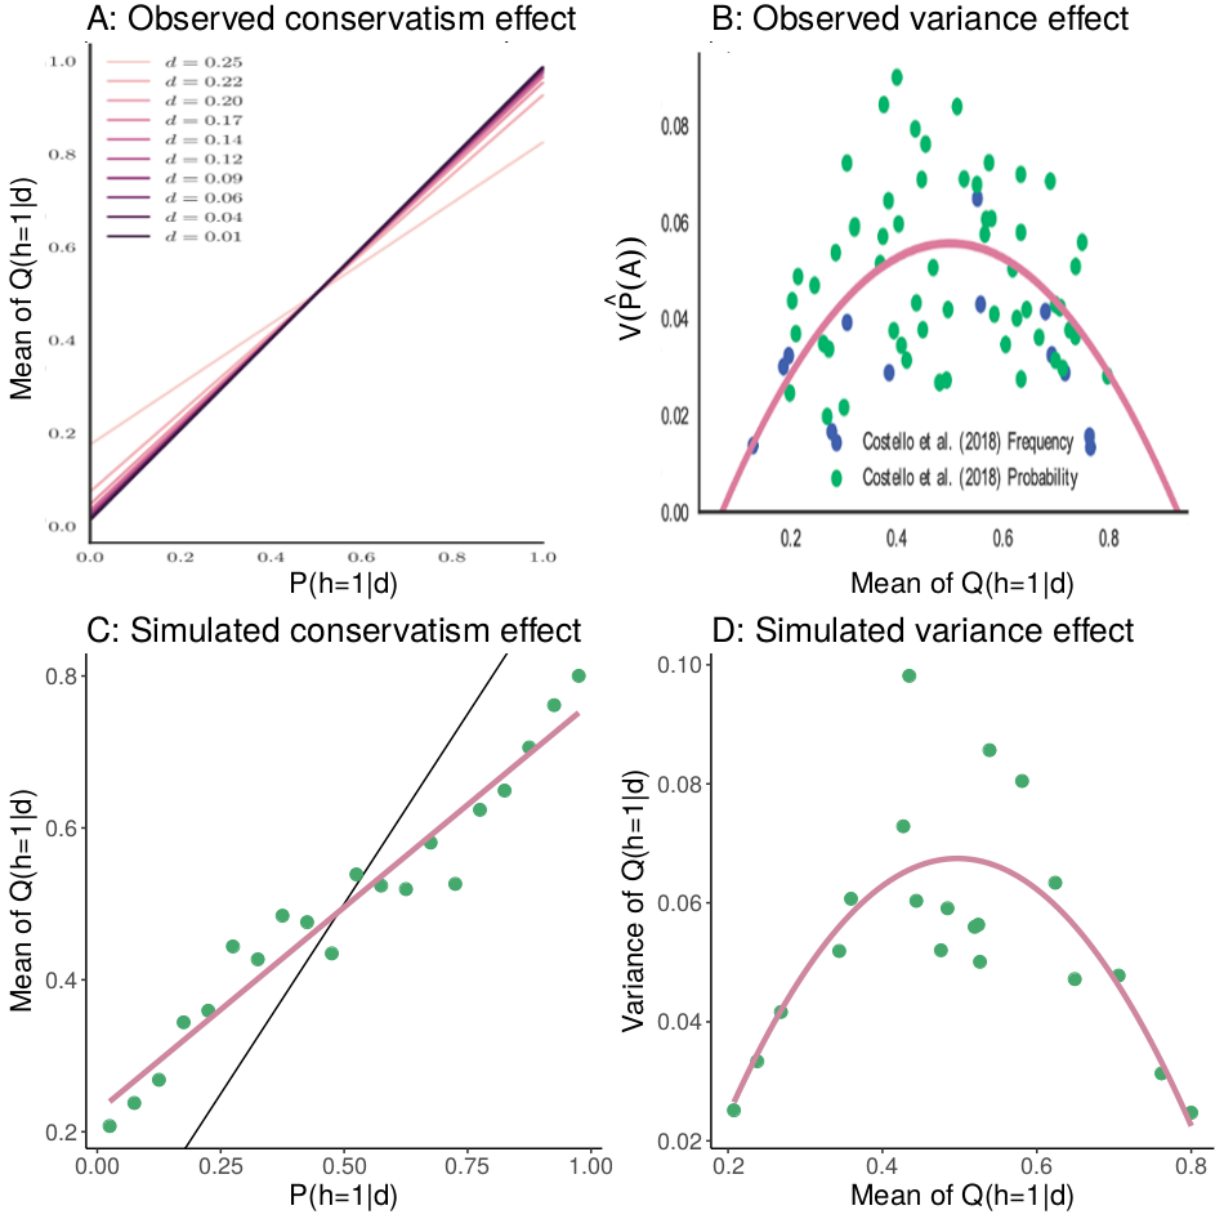 A: Observed conservatism effect
1.0
0.8
0.6
0.4
0.2
0.0
Mean of Q(h=1|d)
d = 0.25
d = 0.22
d = 0.20
d = 0.17
d = 0.14
d = 0.12
d = 0.09
d = 0.06
d = 0.04
d = 0.01
0.0 0.2 0.4 0.6 0.8 1.0
P(h=1|d)
B: Observed variance effect
0.08
0.06
0.04
0.02
0.00
V(P̂(A))
Costello et al. (2018) Frequency
Costello et al. (2018) Probability
0.2 0.4 0.6 0.8
Mean of Q(h=1|d)
C: Simulated conservatism effect
0.8
0.6
0.4
0.2
Mean of Q(h=1|d)
0.00 0.25 0.50 0.75 1.00
P(h=1|d)
D: Simulated variance effect
0.10
0.08
0.06
0.04
0.02
Variance of Q(h=1|d)
0.2 0.4 0.6 0.8
Mean of Q(h=1|d)